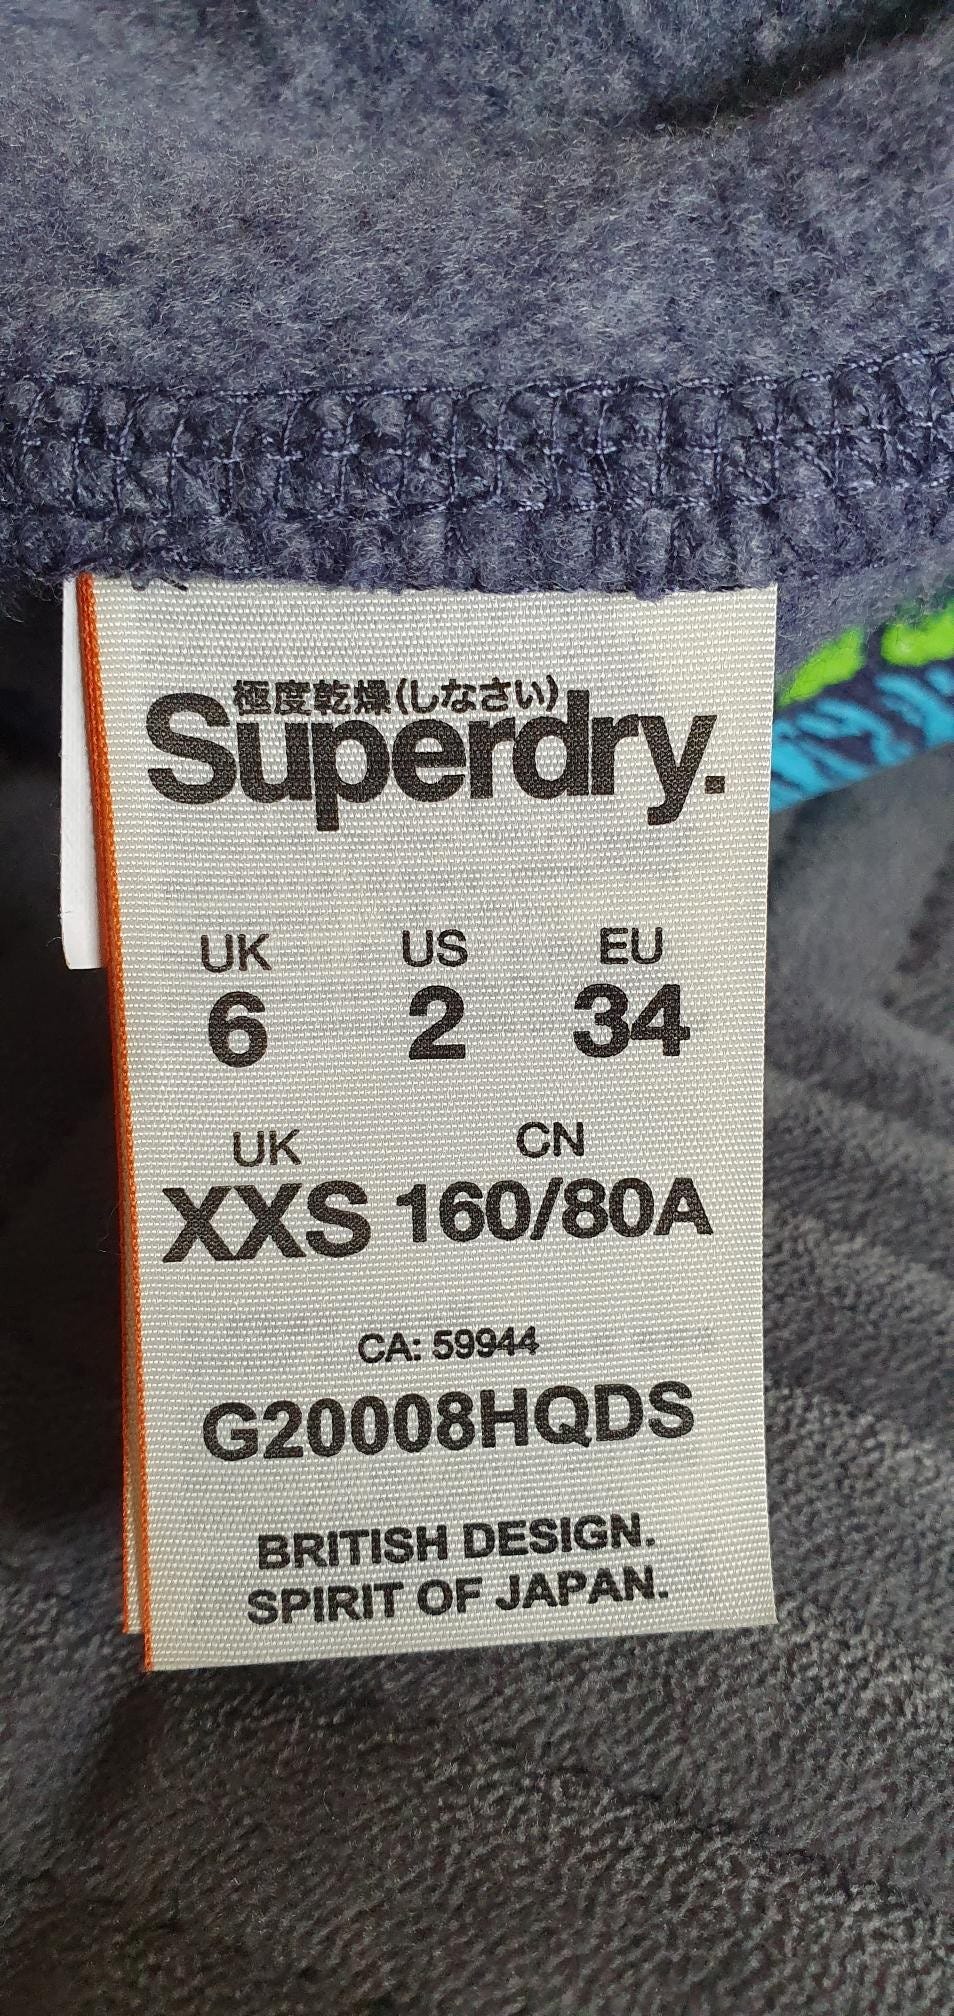 極度乾燥(しなさい)
Superdry.
UK US EU
6 2 34
UK CN
XXS 160/80A
CA: 59944
G20008HQDS
BRITISH DESIGN.
SPIRIT OF JAPAN.